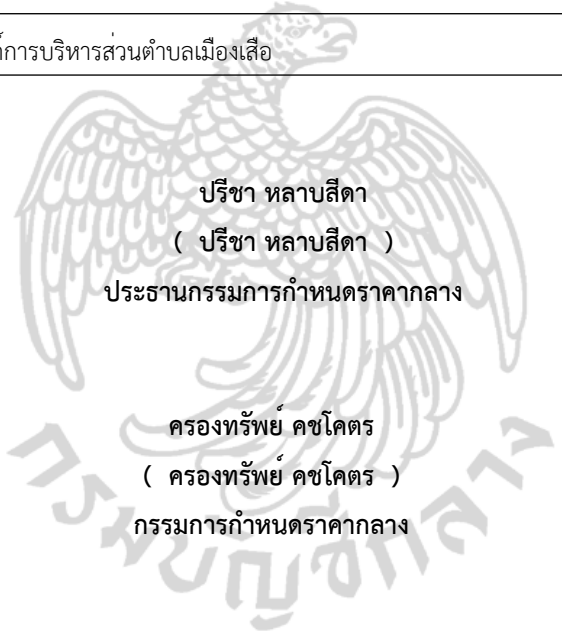 การบริหารส่วนตำบลเมืองเสือ
ปรีชา หลาบสีดา
( ปรีชา หลาบสีดา )
ประธานกรรมการกำหนดราคากลาง
ครองทรัพย์ คชโคตร
( ครองทรัพย์ คชโคตร )
กรรมการกำหนดราคากลาง
กรมบัญชีกลาง